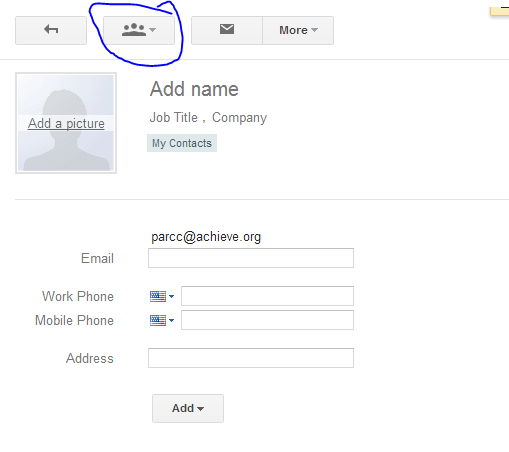 More
Add name
Add a picture
Job Title , Company
My Contacts
parcc@achieve.org
Email
Work Phone
Mobile Phone
Address
Add